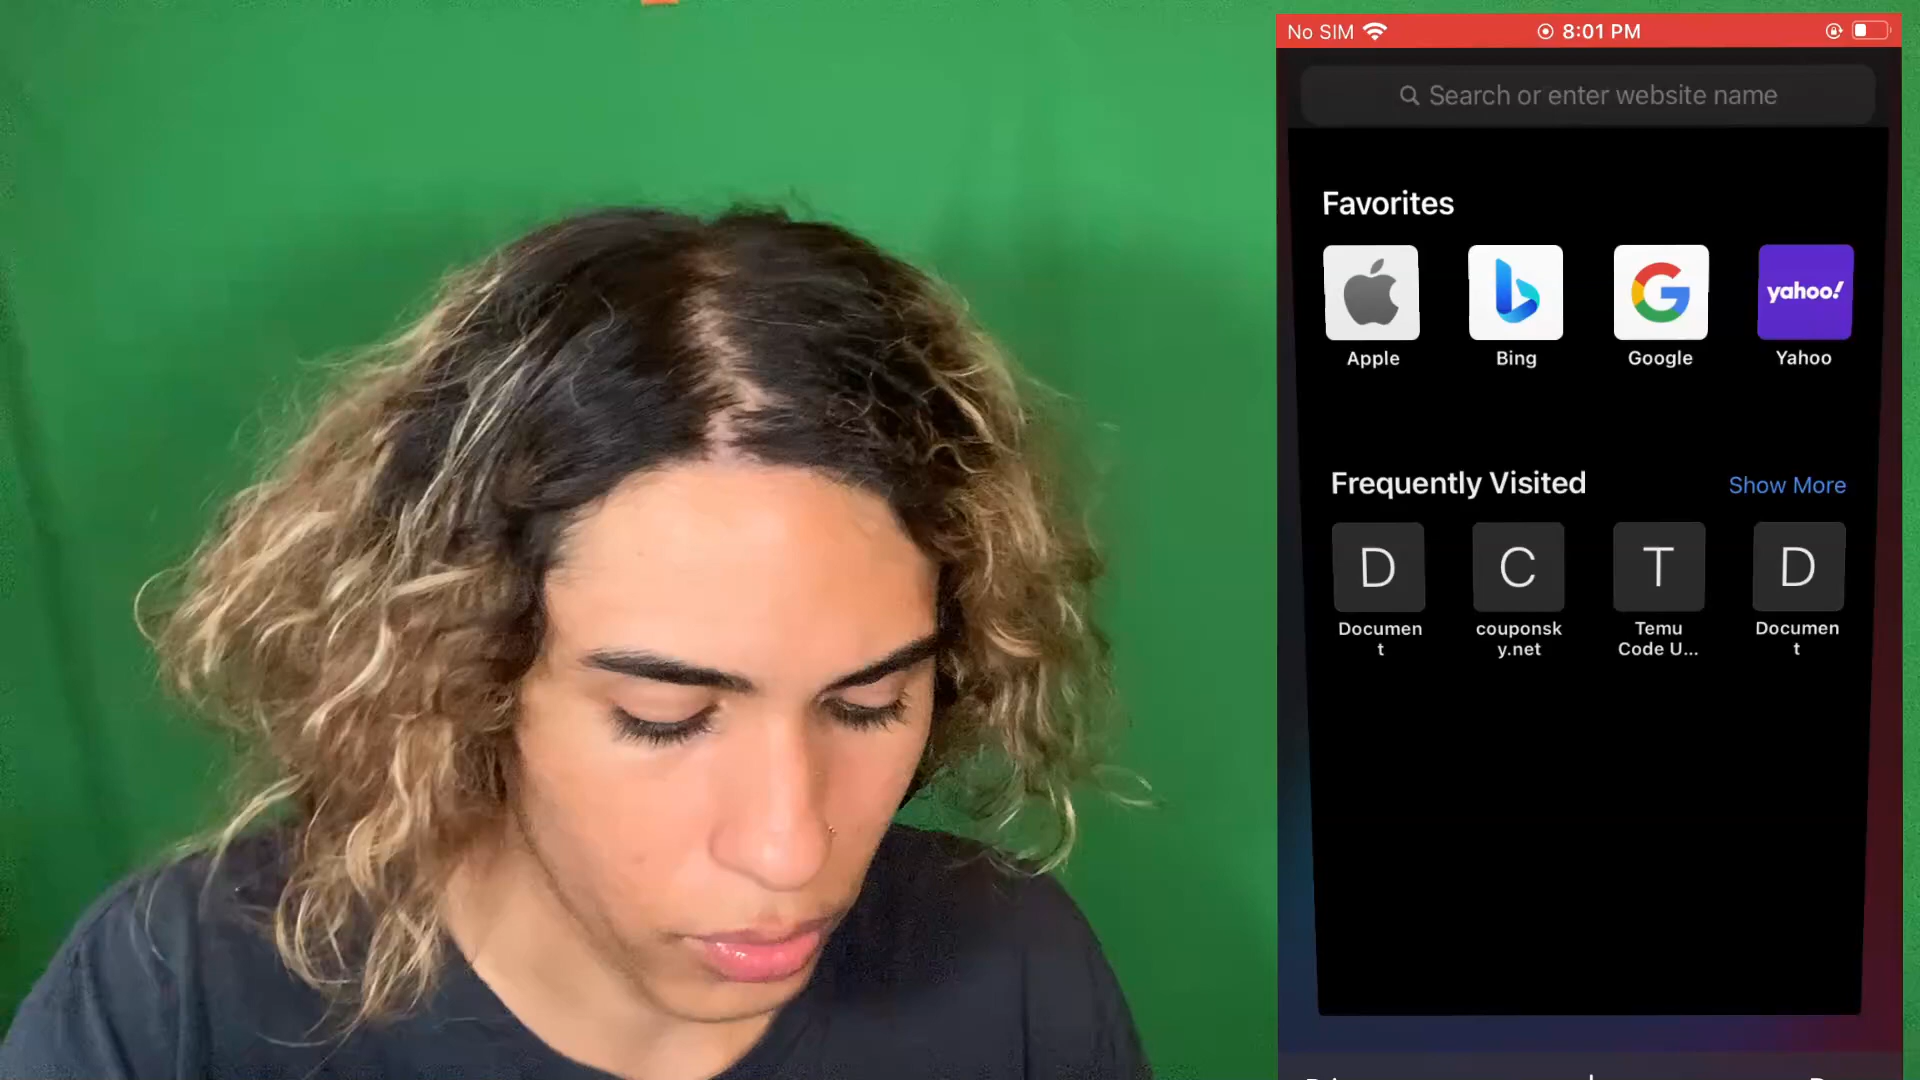 No SIM
8:01 PM
Search or enter website name
Favorites
yahoo!
Apple
Bing
Google
Yahoo
Frequently Visited
Show More
D
C
T
D
Documen
t
couponsk
y.net
Temu
Code U...
Documen
t